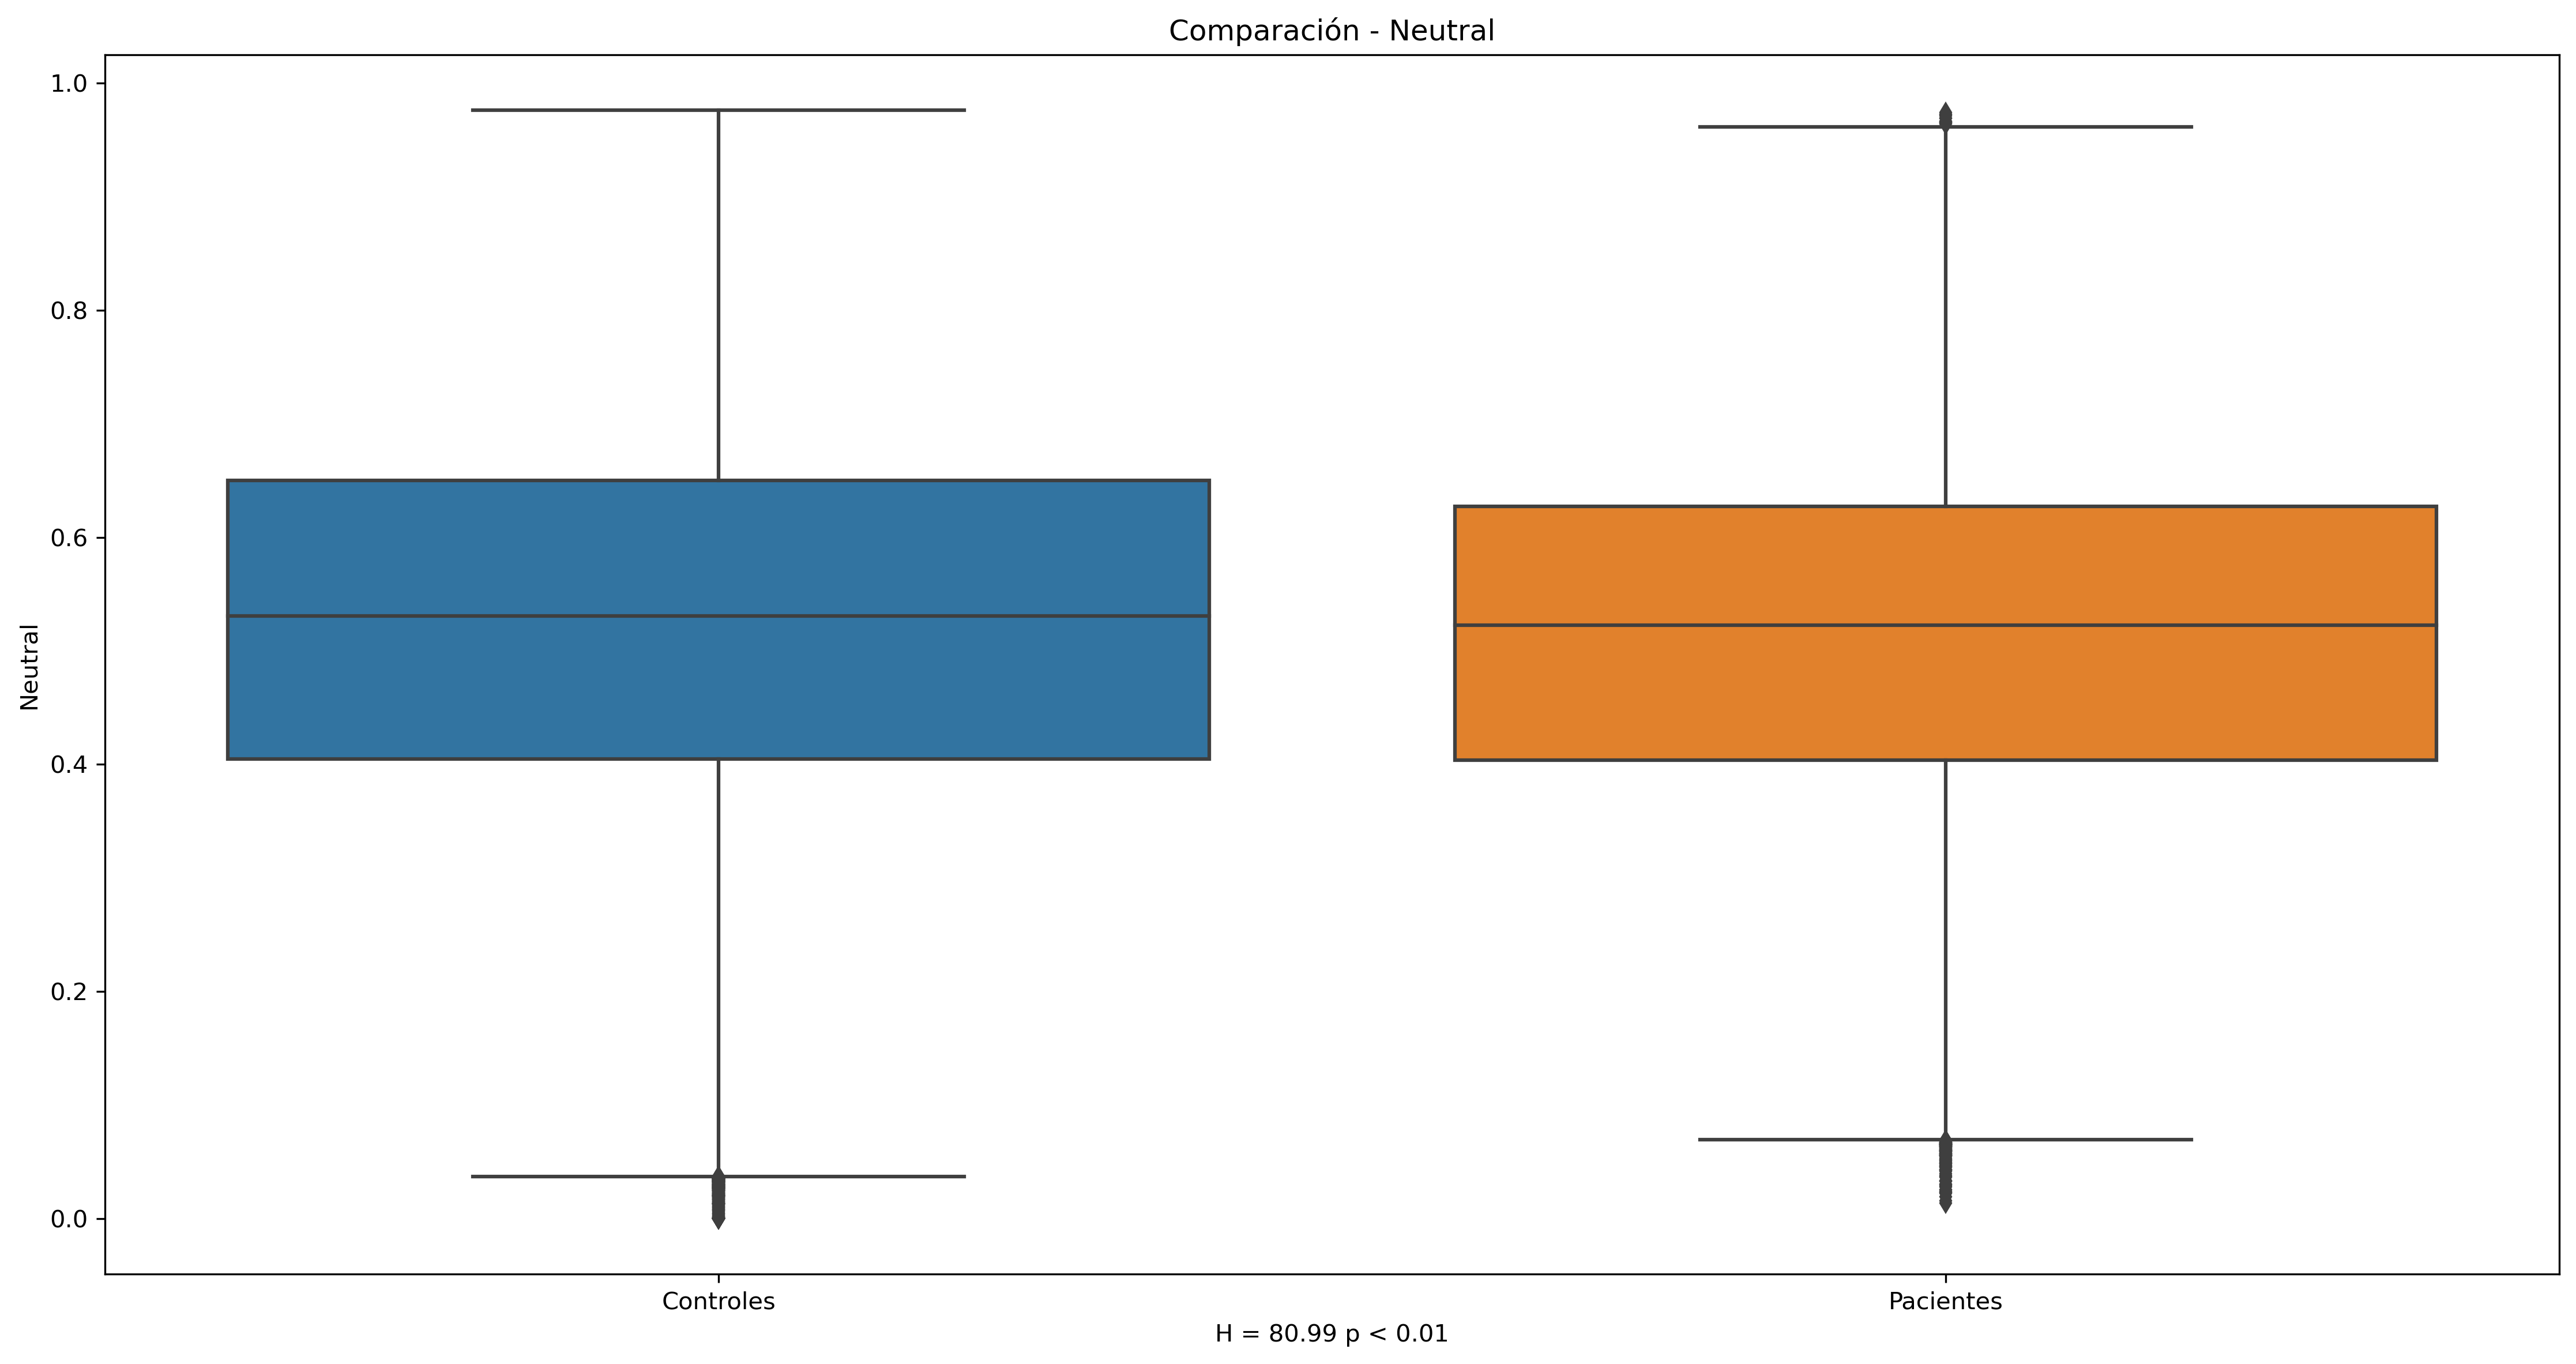 Comparación - Neutral
Neutral
1.0
0.8
0.6
0.4
0.2
0.0
Controles
Pacientes
H = 80.99 p < 0.01